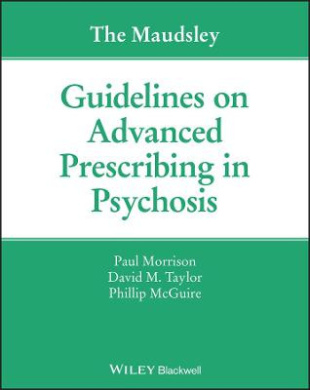 The Maudsley
Guidelines on
Advanced
Prescribing in
Psychosis
Paul Morrison
David M. Taylor
Phillip McGuire
WILEY Blackwell